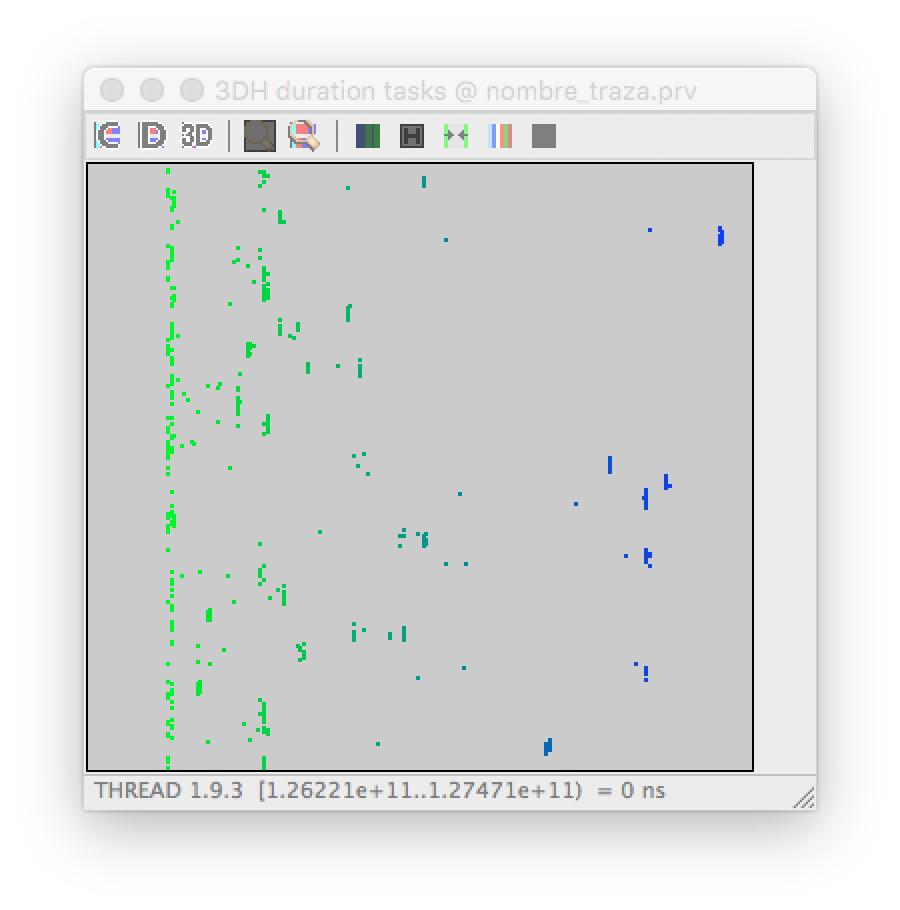 3DH duration tasks @ nombre_traza.prv
C D 3D H
THREAD 1.9.3 [1.26221e+11..1.27471e+11) = 0 ns